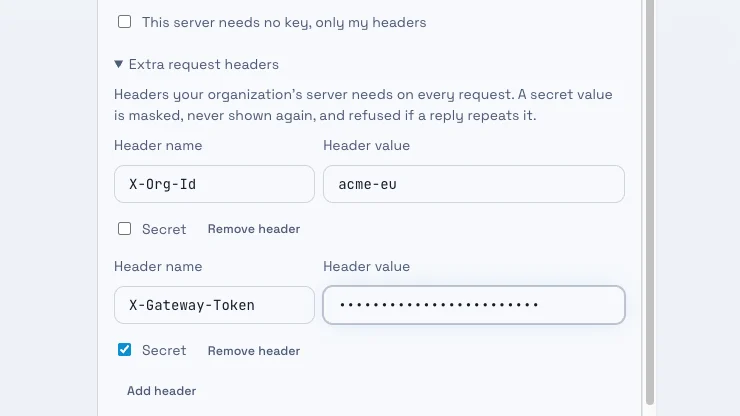 This server needs no key, only my headers
▼ Extra request headers
Headers your organization's server needs on every request. A secret value
is masked, never shown again, and refused if a reply repeats it.
Header name Header value
X-Org-Id acme-eu
Secret Remove header
Header name Header value
X-Gateway-Token ••••••••••••••••••••••••
Secret Remove header
Add header